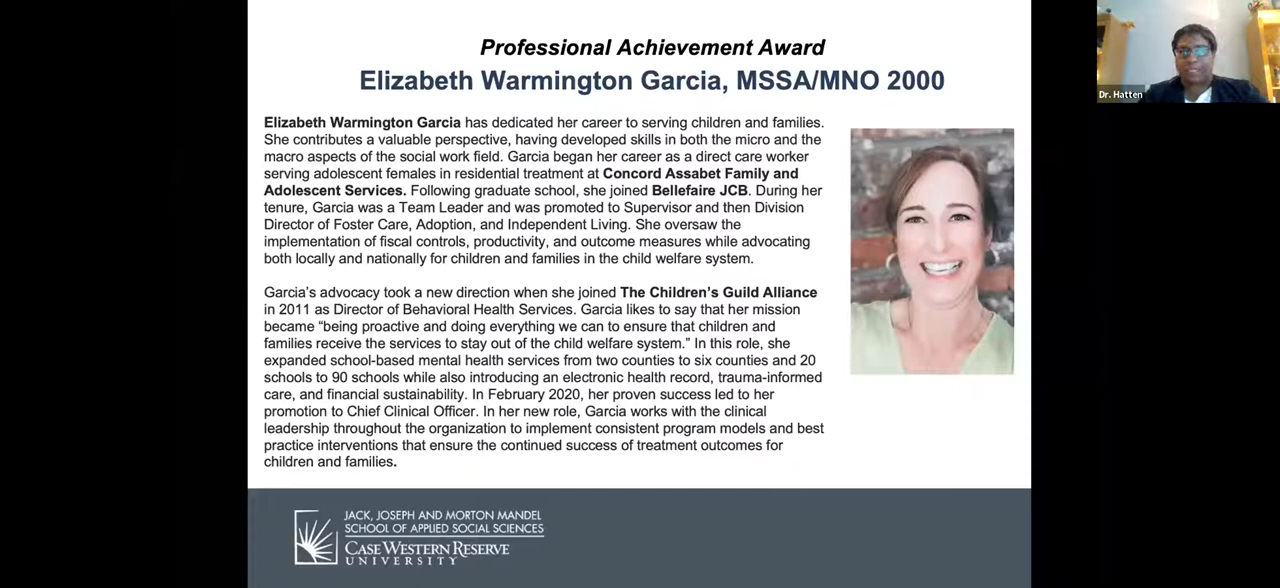 Professional Achievement Award
Elizabeth Warmington Garcia, MSSA/MNO 2000
Elizabeth Warmington Garcia has dedicated her career to serving children and families.
She contributes a valuable perspective, having developed skills in both the micro and the
macro aspects of the social work field. Garcia began her career as a direct care worker
serving adolescent females in residential treatment at Concord Assabet Family and
Adolescent Services. Following graduate school, she joined Bellefaire JCB. During her
tenure, Garcia was a Team Leader and was promoted to Supervisor and then Division
Director of Foster Care, Adoption, and Independent Living. She oversaw the
implementation of fiscal controls, productivity, and outcome measures while advocating
both locally and nationally for children and families in the child welfare system.
Garcia's advocacy took a new direction when she joined The Children's Guild Alliance
in 2011 as Director of Behavioral Health Services. Garcia likes to say that her mission
became “being proactive and doing everything we can to ensure that children and
families receive the services to stay out of the child welfare system.” In this role, she
expanded school-based mental health services from two counties to six counties and 20
schools to 90 schools while also introducing an electronic health record, trauma-informed
care, and financial sustainability. In February 2020, her proven success led to her
promotion to Chief Clinical Officer. In her new role, Garcia works with the clinical
leadership throughout the organization to implement consistent program models and best
practice interventions that ensure the continued success of treatment outcomes for
children and families.
Dr. Hatten
JACK, JOSEPH AND MORTON MANDEL
SCHOOL OF APPLIED SOCIAL SCIENCES
CASE WESTERN RESERVE
UNIVERSITY